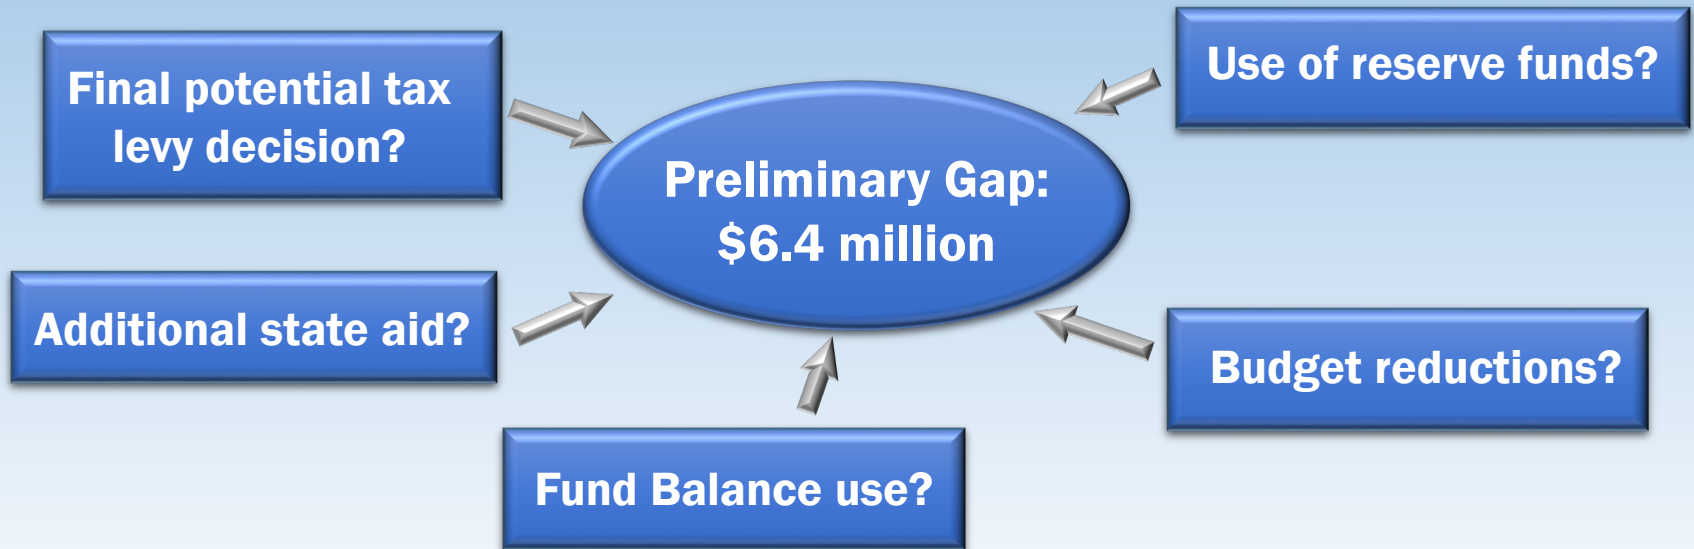 Final potential tax
levy decision?
Use of reserve funds?
Preliminary Gap:
$6.4 million
Additional state aid?
Budget reductions?
Fund Balance use?